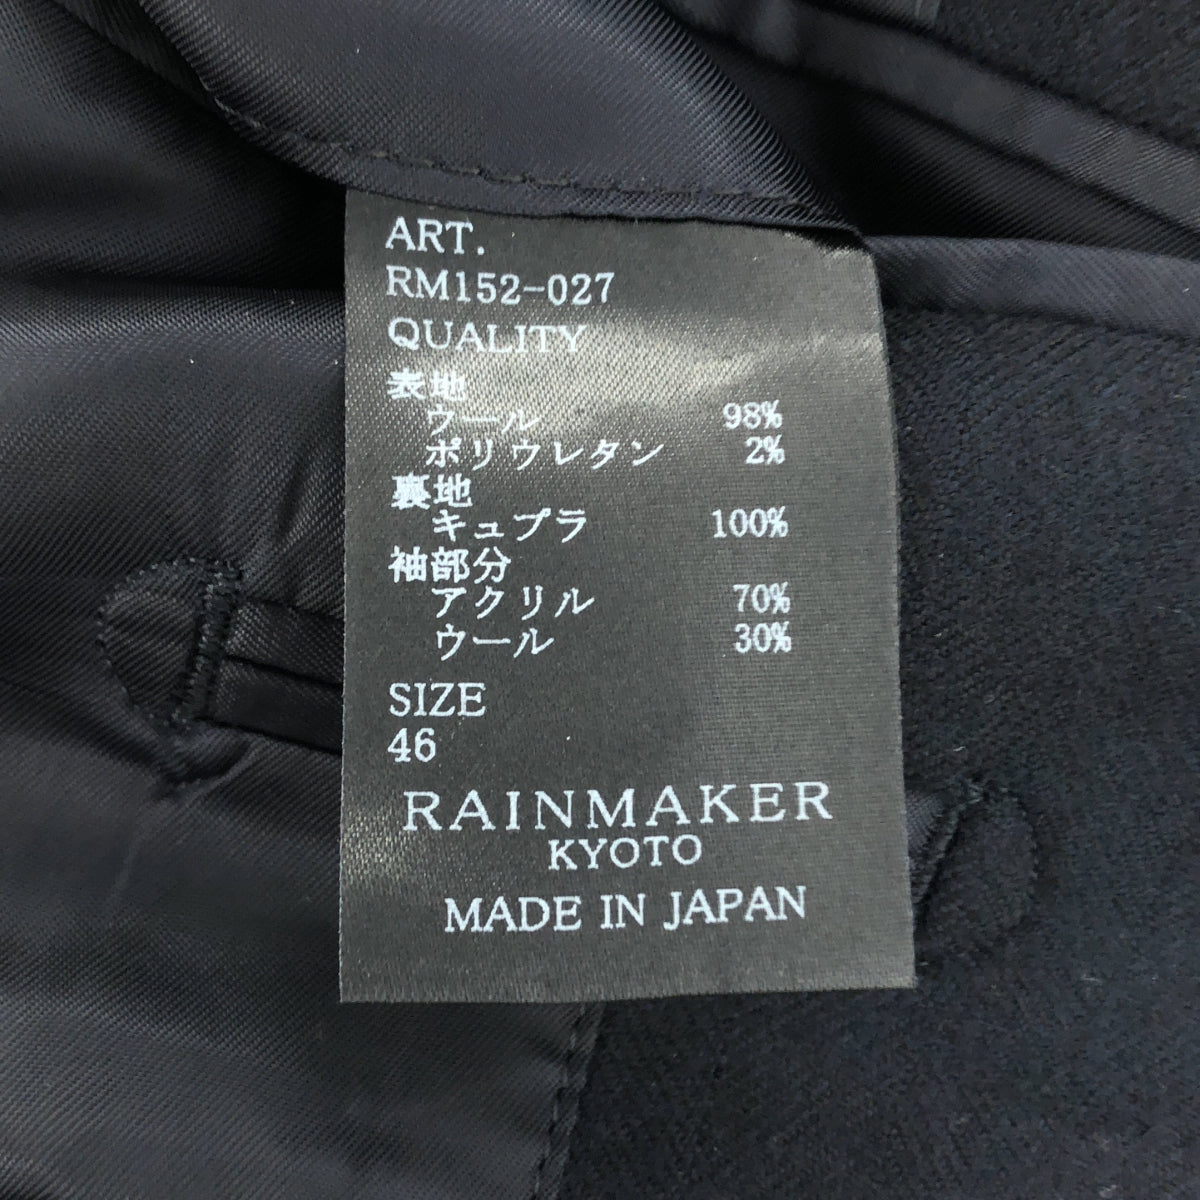 ART.
RM152-027
QUALITY
表地
ウール 98%
ポリウレタン 2%
裏地
キュプラ 100%
袖部分
アクリル 70%
ウール 30%
SIZE
46
RAINMAKER
KYOTO
MADE IN JAPAN